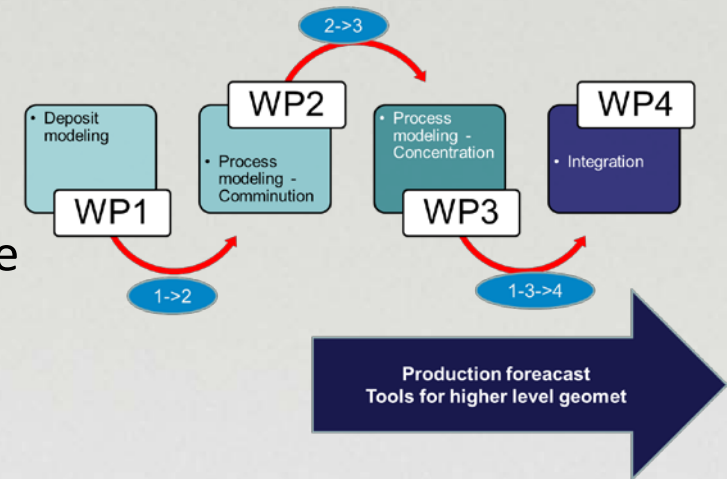 2->3
WP2
WP4
• Deposit
modeling
• Process
modeling -
Comminution
• Process
modeling -
Concentration
• Integration
WP1
WP3
e
1->2
1-3->4
Production foreacast
Tools for higher level geomet